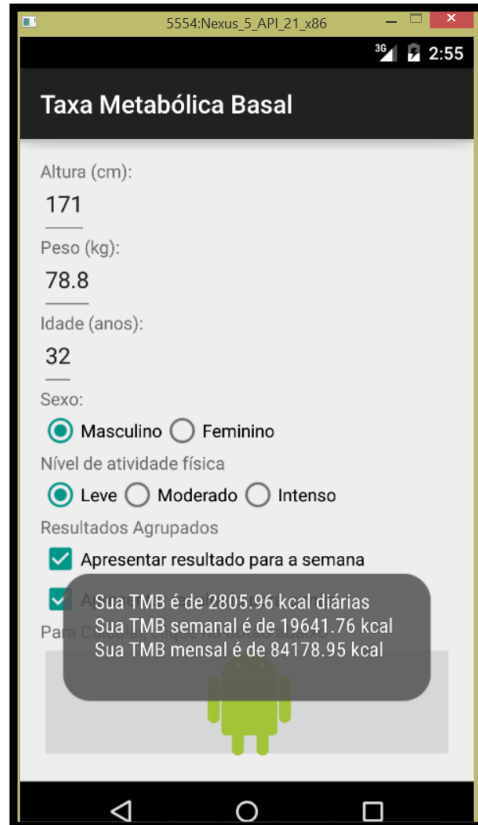 5554:Nexus_5_API_21_x86
3G 2:55
Taxa Metabólica Basal
Altura (cm):
171
Peso (kg):
78.8
Idade (anos):
32
Sexo:
Masculino Feminino
Nível de atividade física
Leve Moderado Intenso
Resultados Agrupados
Apresentar resultado para a semana
Sua TMB é de 2805.96 kcal diárias
Sua TMB semanal é de 19641.76 kcal
Sua TMB mensal é de 84178.95 kcal
Para